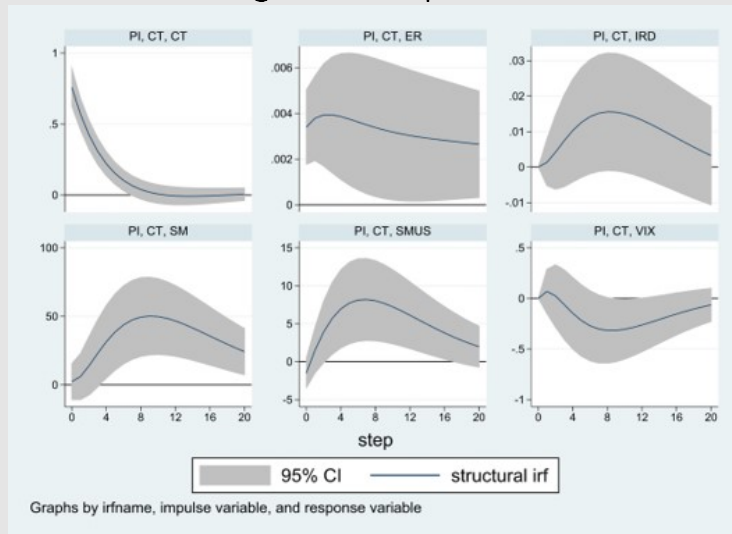 PI, CT, CT
PI, CT, ER
PI, CT, IRD
1
.5
0
.006
.004
.002
0
.03
.02
.01
0
-.01
PI, CT, SM
PI, CT, SMUS
PI, CT, VIX
100
50
0
15
10
5
0
-5
.5
0
-.5
-1
0 4 8 12 16 20
0 4 8 12 16 20
0 4 8 12 16 20
step
95% CI structural irf
Graphs by irfname, impulse variable, and response variable